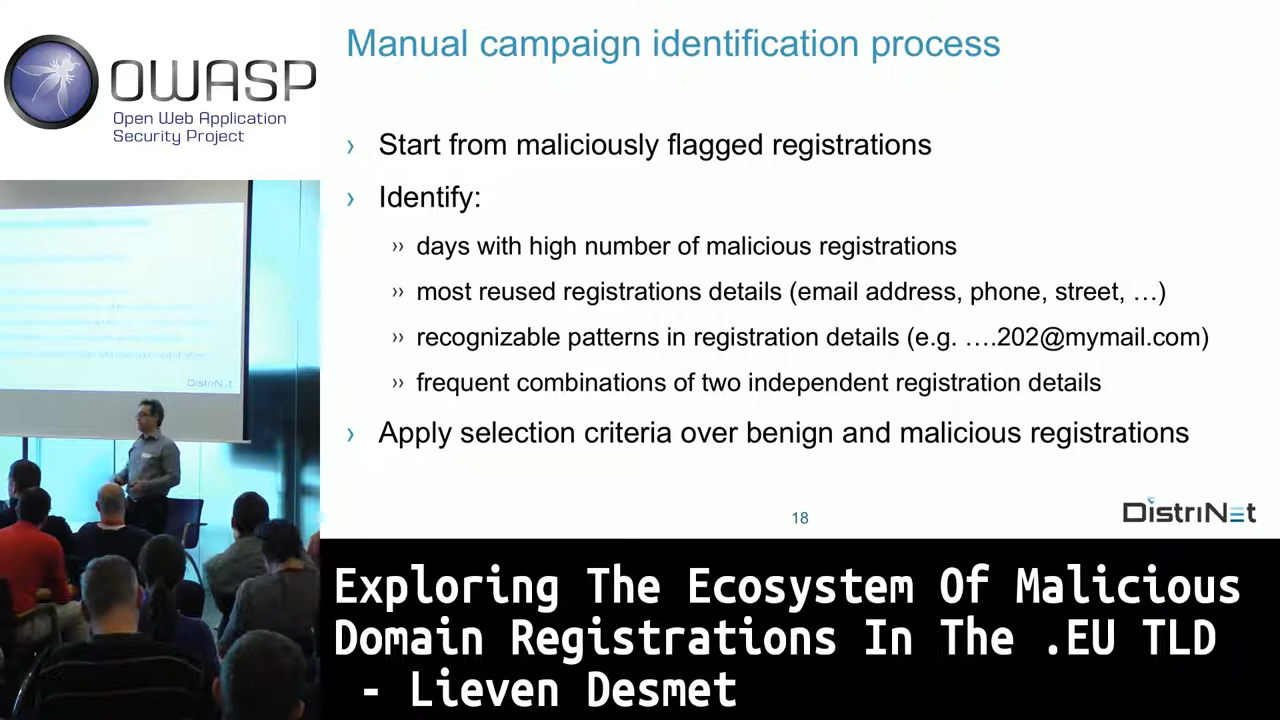 OWASP
Open Web Application
Security Project
Manual campaign identification process
› Start from maliciously flagged registrations
› Identify:
›› days with high number of malicious registrations
›› most reused registrations details (email address, phone, street, …)
›› recognizable patterns in registration details (e.g. ….202@mymail.com)
›› frequent combinations of two independent registration details
› Apply selection criteria over benign and malicious registrations
18
DistriNet
DistriNet
Exploring The Ecosystem Of Malicious
Domain Registrations In The .EU TLD
- Lieven Desmet